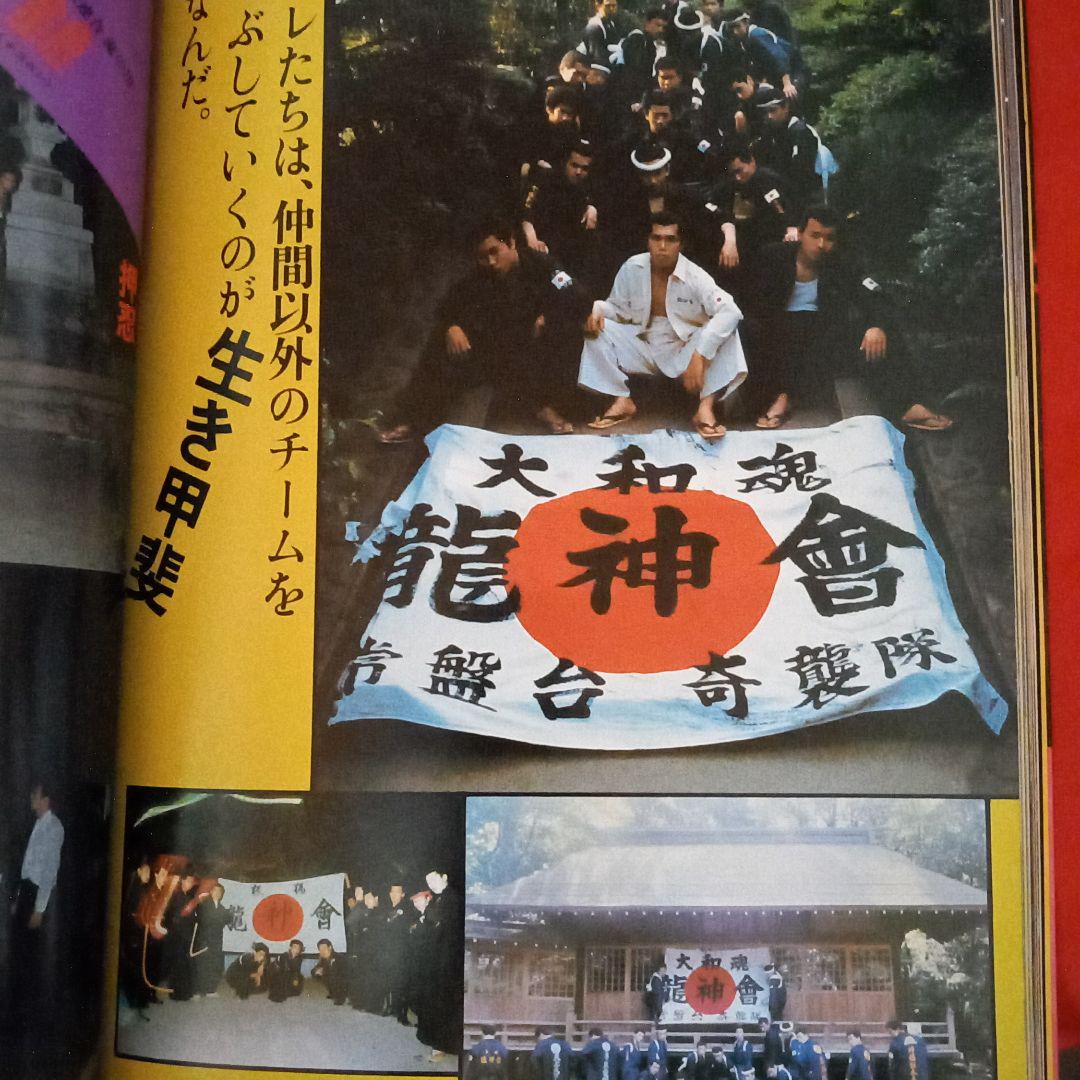 したちは、仲間以外のチームを
ぶしていくのが生き甲斐
なんだ。
大和魂
龍神會
常盤台奇襲隊
龍神會
大和魂
龍神會